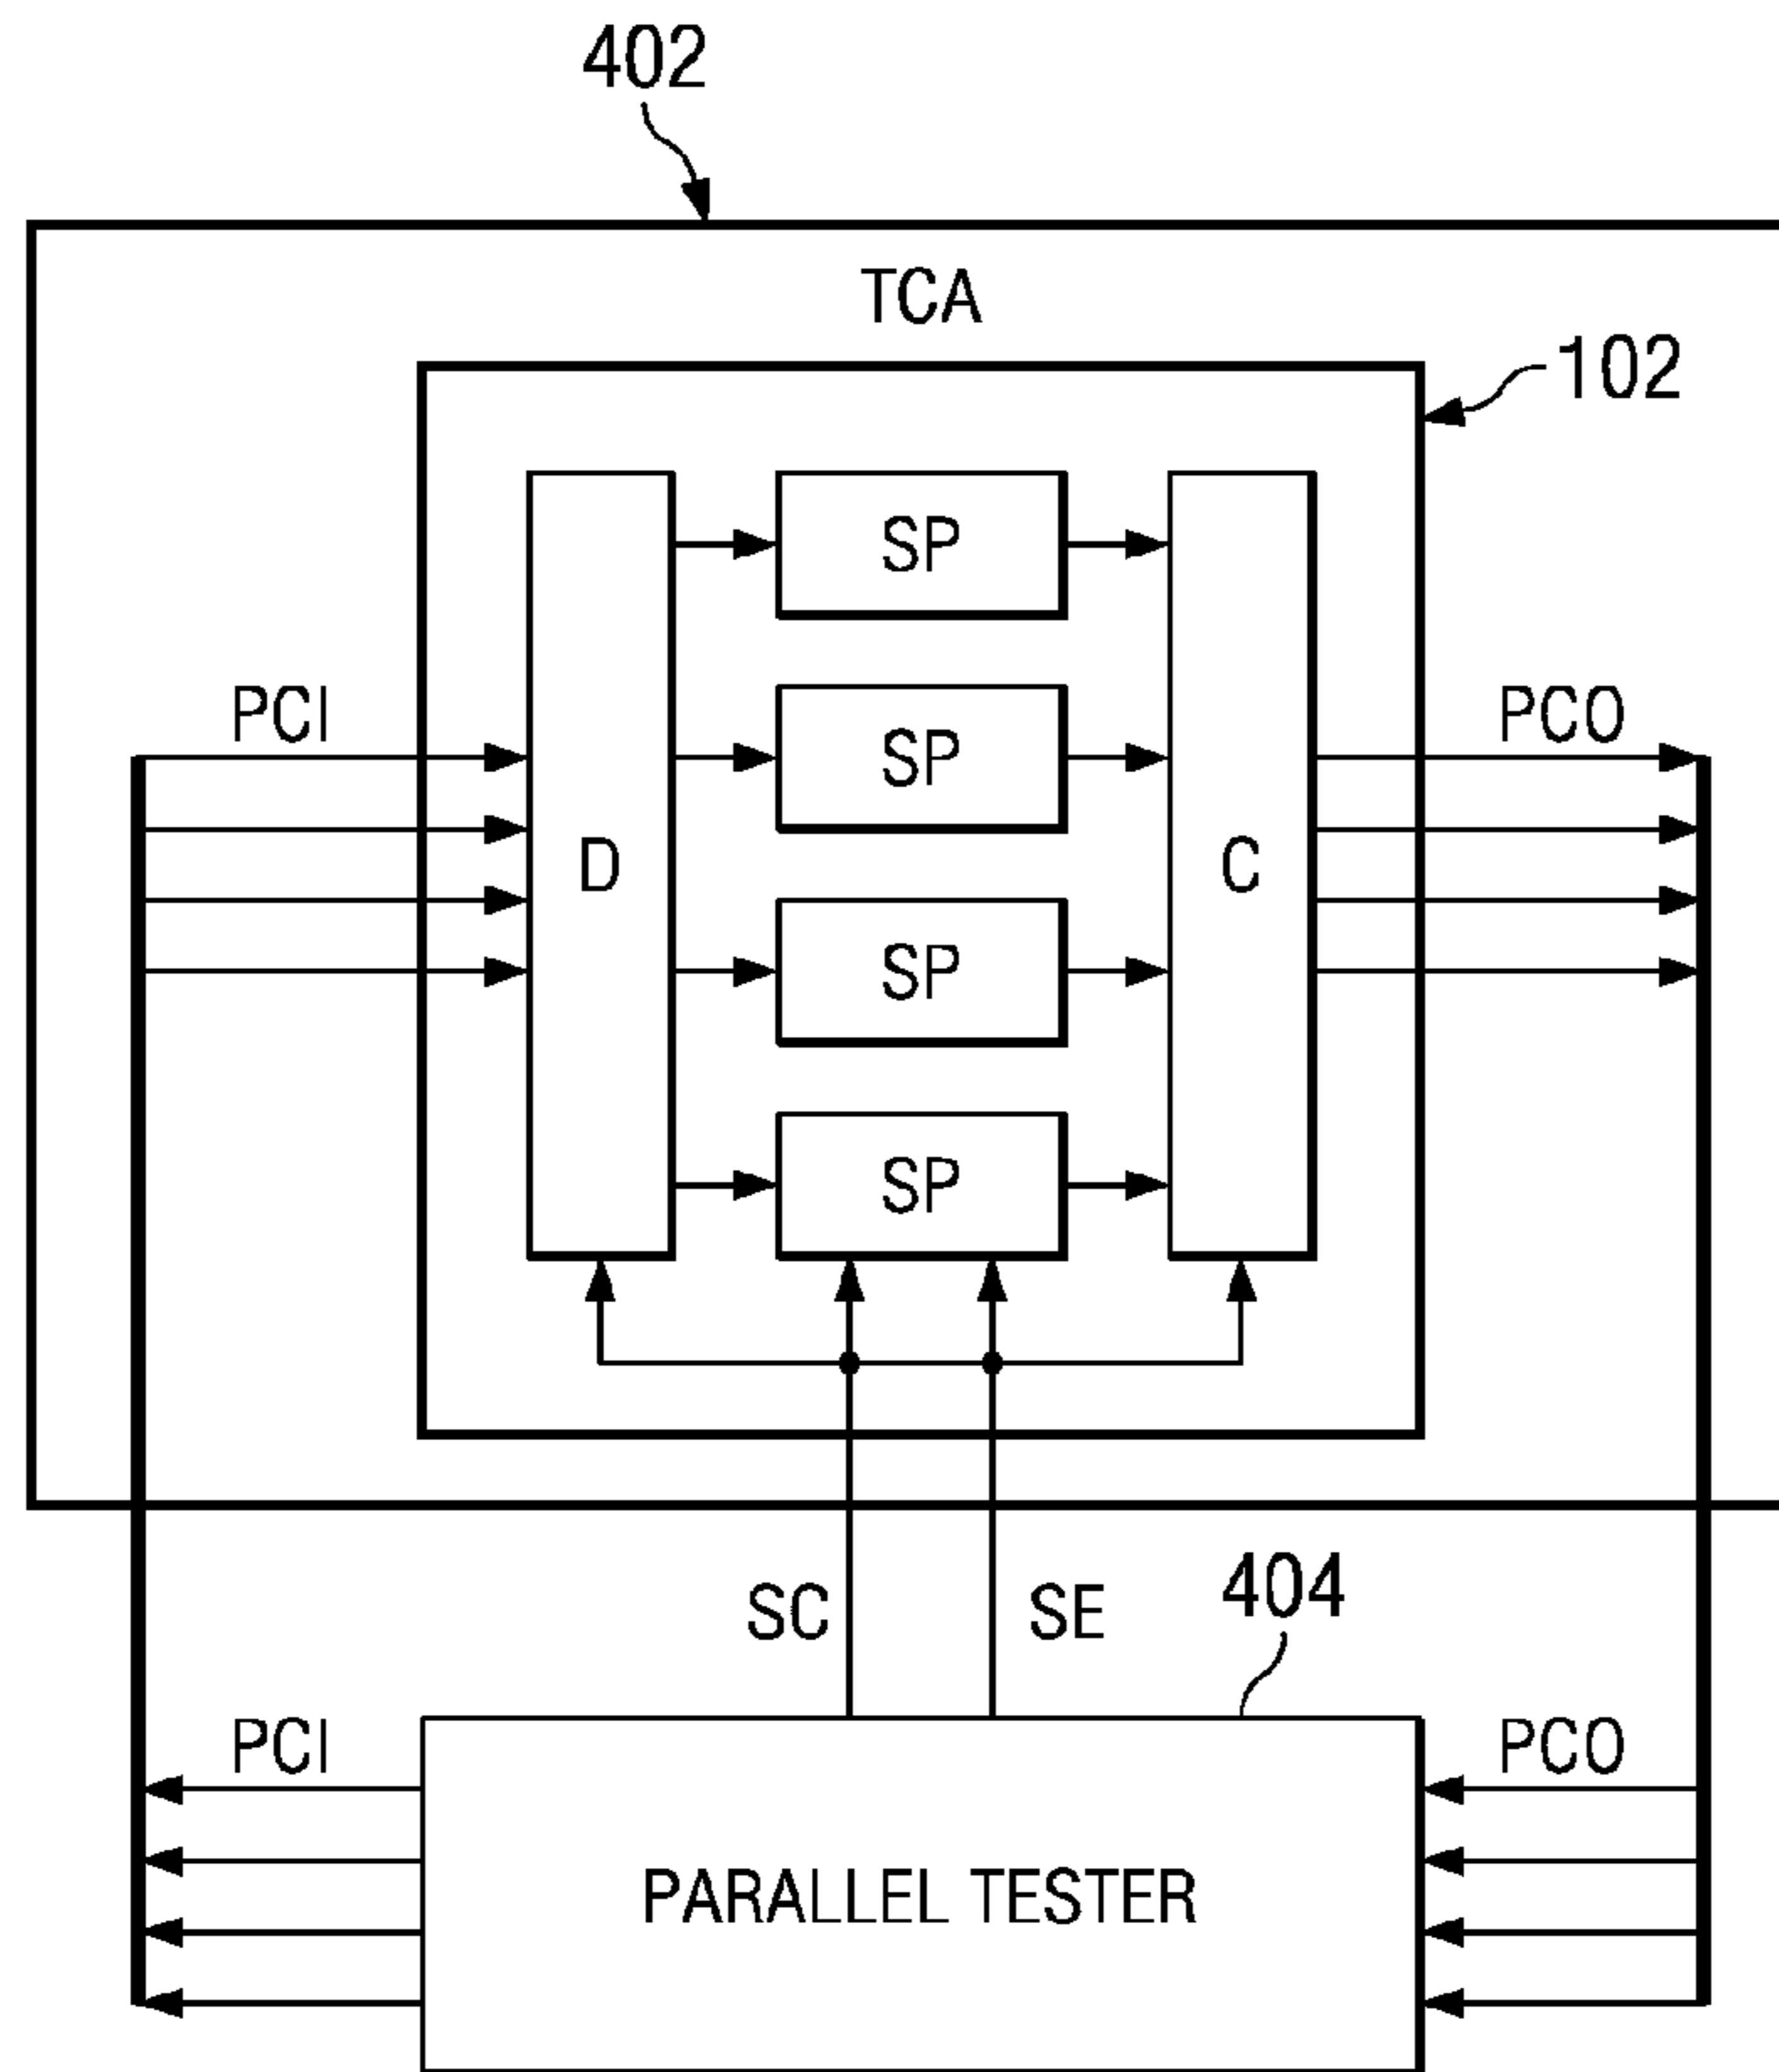 402
TCA
102
SP
PCI
SP
PCO
D
C
SP
SP
SC
SE
404
PCI
PCO
PARALLEL TESTER